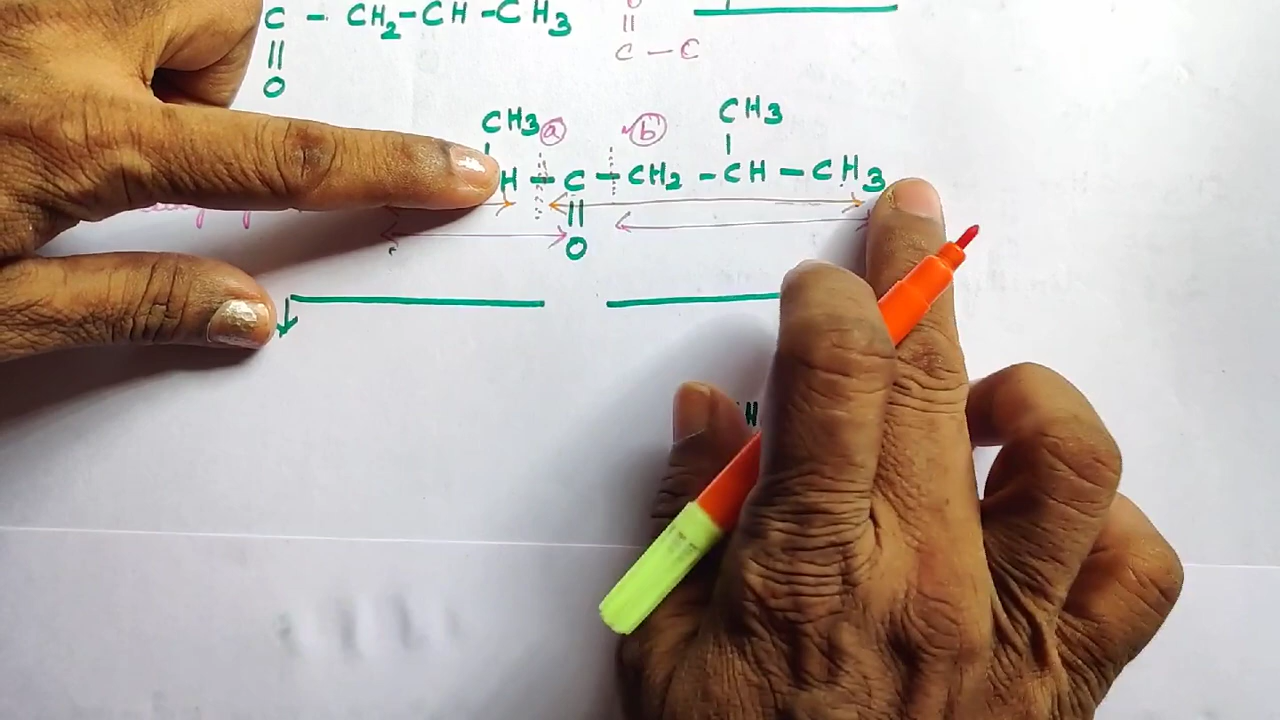 C - CH2-CH-CH3
||
O
||
C - C
CH3 a b CH3
H - C - CH2 - CH - CH3
||
O
H